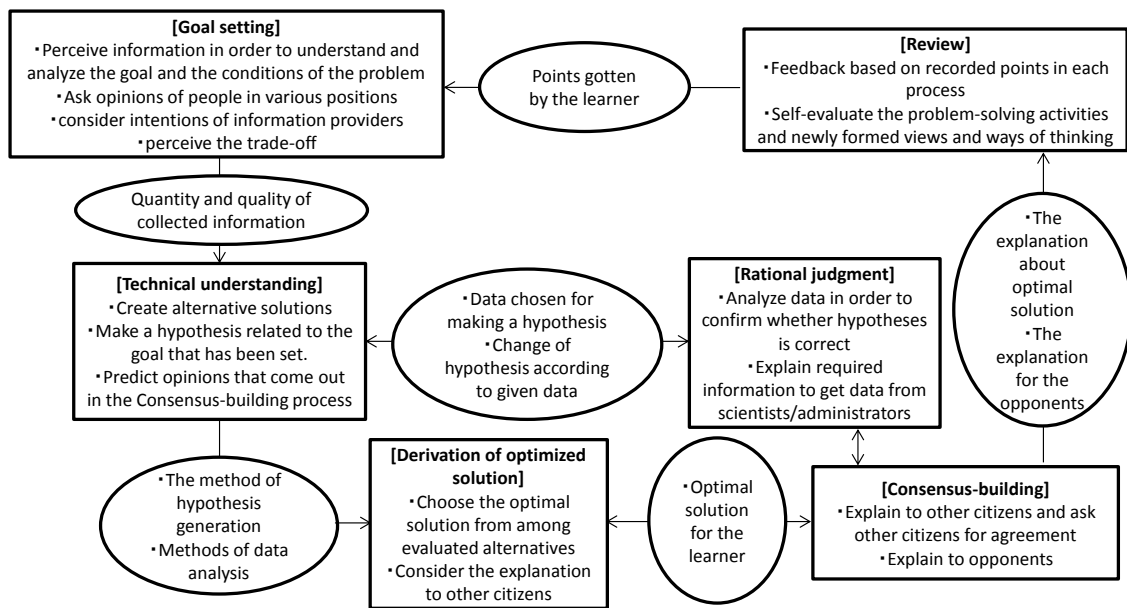 [Goal setting]
・Perceive information in order to understand and
analyze the goal and the conditions of the problem
・Ask opinions of people in various positions
・consider intentions of information providers
・perceive the trade-off
Points gotten
by the learner
[Review]
・Feedback based on recorded points in each
process
・Self-evaluate the problem-solving activities
and newly formed views and ways of thinking
Quantity and quality of
collected information
[Technical understanding]
・Create alternative solutions
・Make a hypothesis related to the
goal that has been set.
・Predict opinions that come out
in the Consensus-building process
・Data chosen for
making a hypothesis
・Change of
hypothesis according
to given data
[Rational judgment]
・Analyze data in order to
confirm whether hypotheses
is correct
・Explain required
information to get data from
scientists/administrators
・The
explanation
about
optimal
solution
・The
explanation
for the
opponents
・The method of
hypothesis
generation
・Methods of data
analysis
[Derivation of optimized
solution]
・Choose the optimal
solution from among
evaluated alternatives
・Consider the explanation
to other citizens
・Optimal
solution
for the
learner
[Consensus-building]
・Explain to other citizens and ask
other citizens for agreement
・Explain to opponents